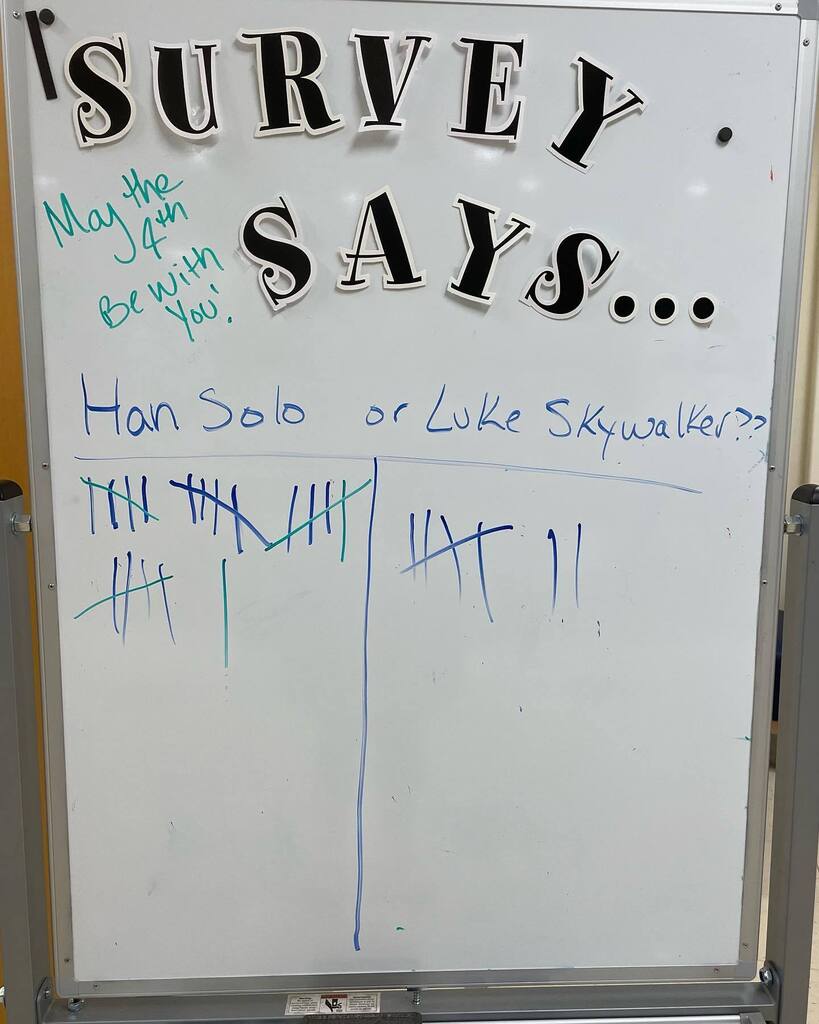 SURVEY
SAYS...
May the
4th
Be with
You!
Han Solo or Luke Skywalker??